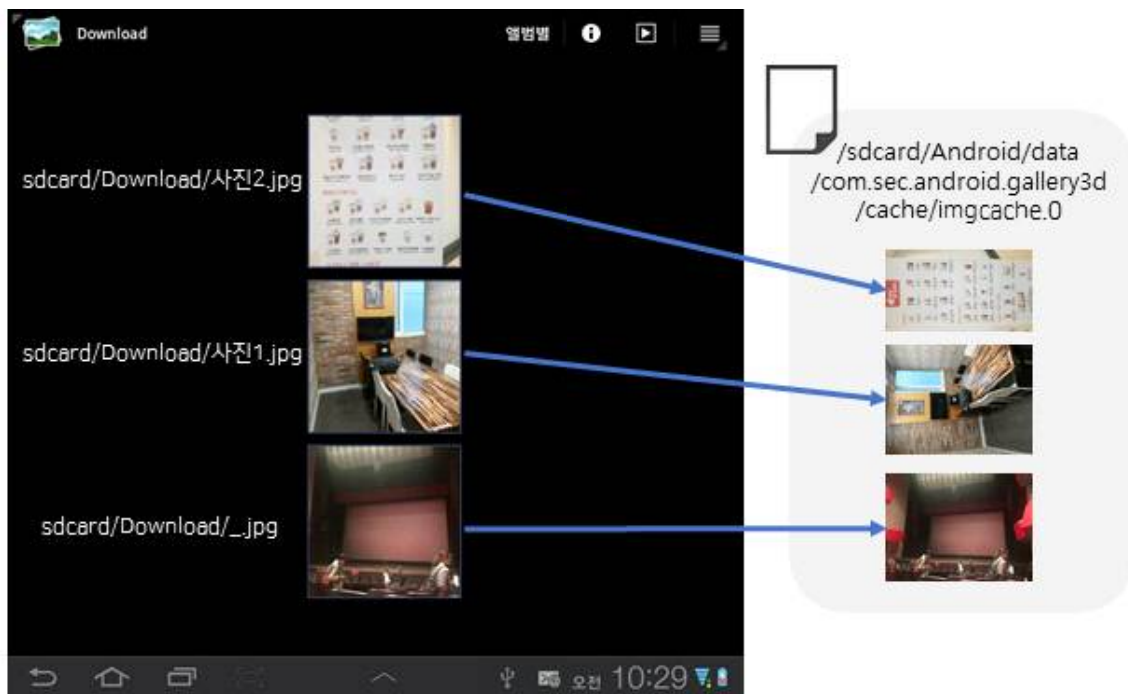 Download
앨범별
sdcard/Download/사진2.jpg
sdcard/Download/사진1.jpg
sdcard/Download/_.jpg
/sdcard/Android/data
/com.sec.android.gallery3d
/cache/imgcache.0
오전 10:29